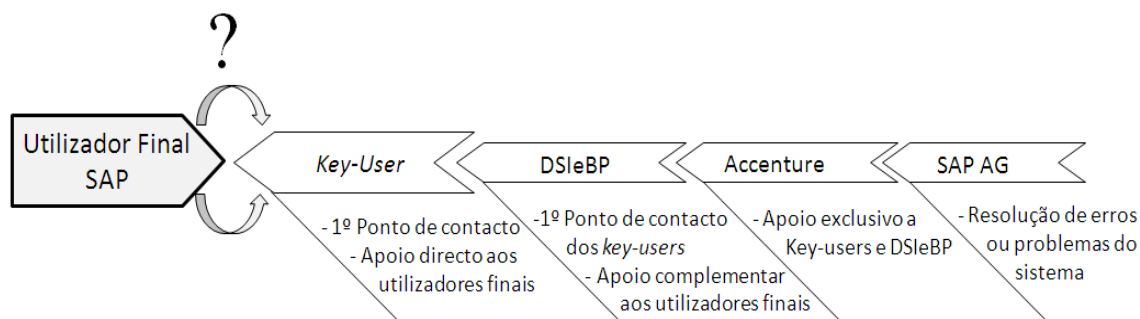 ?
Utilizador Final
SAP
Key-User
DSIeBP
Accenture
SAP AG
- 1º Ponto de contacto
- Apoio directo aos
utilizadores finais
-1º Ponto de contacto
dos key-users
- Apoio complementar
aos utilizadores finais
- Apoio exclusivo a
Key-users e DSIeBP
- Resolução de erros
ou problemas do
sistema